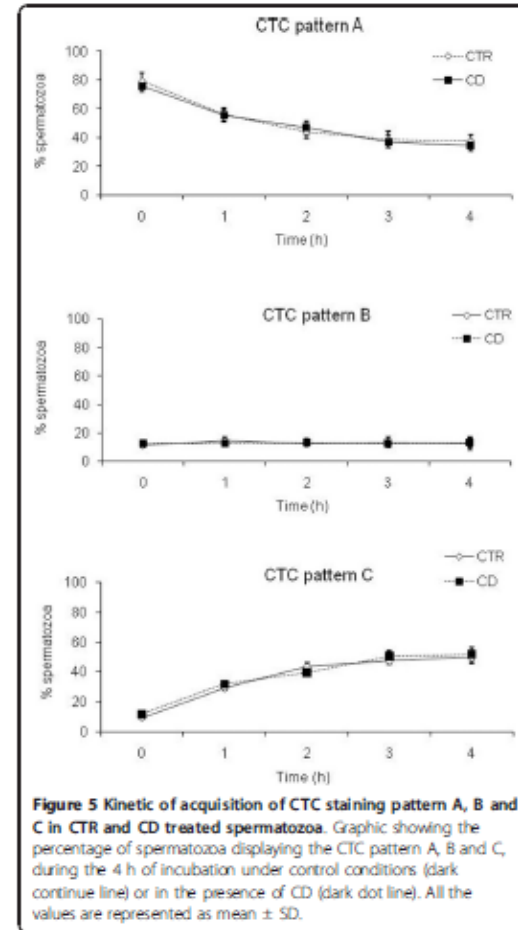 CTC pattern A
CTR
CD
% spermatozoa
100
80
60
40
20
0
0 1 2 3 4
Time (h)
CTC pattern B
CTR
CD
% spermatozoa
100
80
60
40
20
0
0 1 2 3 4
Time (h)
CTC pattern C
CTR
CD
% spermatozoa
100
80
60
40
20
0
0 1 2 3 4
Time (h)
Figure 5 Kinetic of acquisition of CTC staining pattern A, B and
C in CTR and CD treated spermatozoa. Graphic showing the
percentage of spermatozoa displaying the CTC pattern A, B and C,
during the 4 h of incubation under control conditions (dark
continue line) or in the presence of CD (dark dot line). All the
values are represented as mean ± SD.